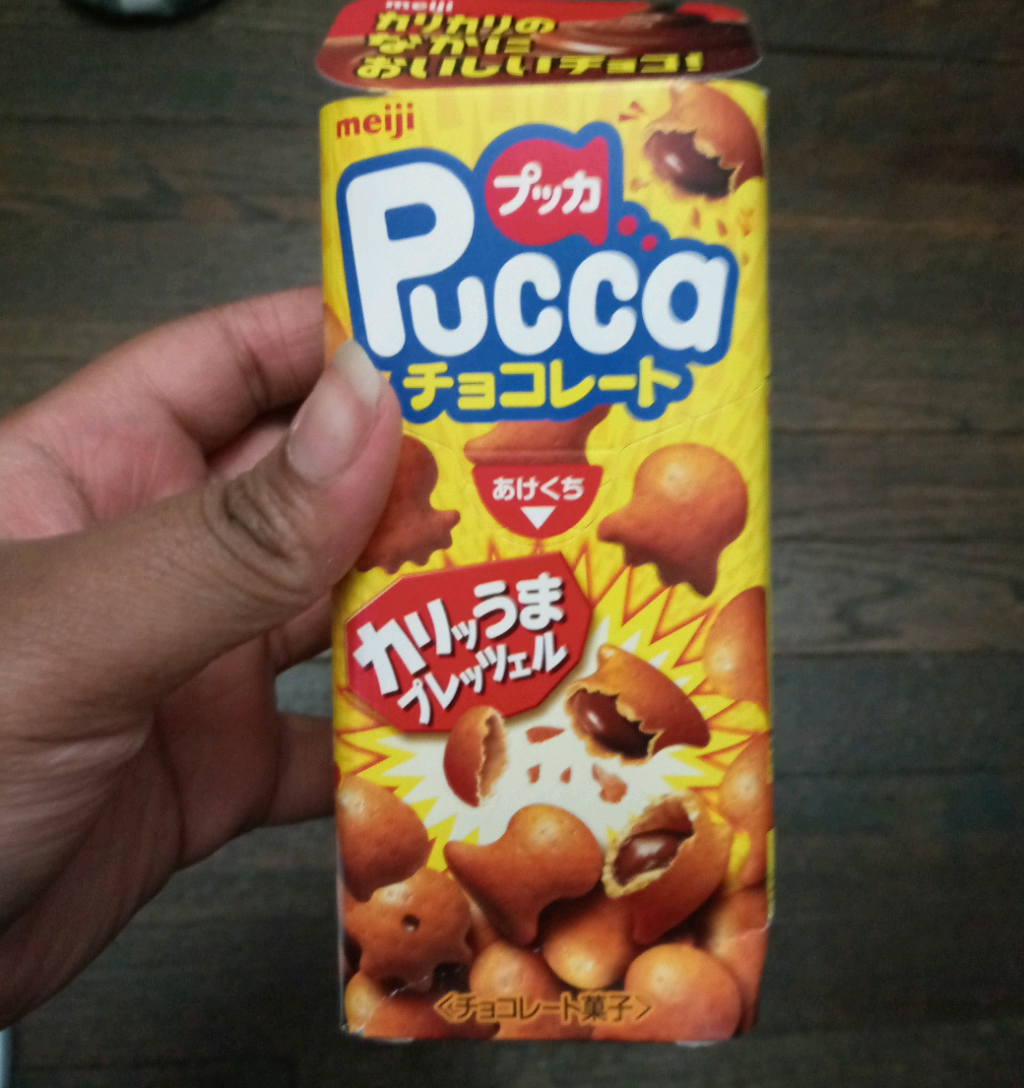 meiji
カリカリの
なかに
おいしいチョコ!
meiji
プッカ
Pucca
チョコレート
あけくち
カリッうま
プレッツェル
<チョコレート菓子>